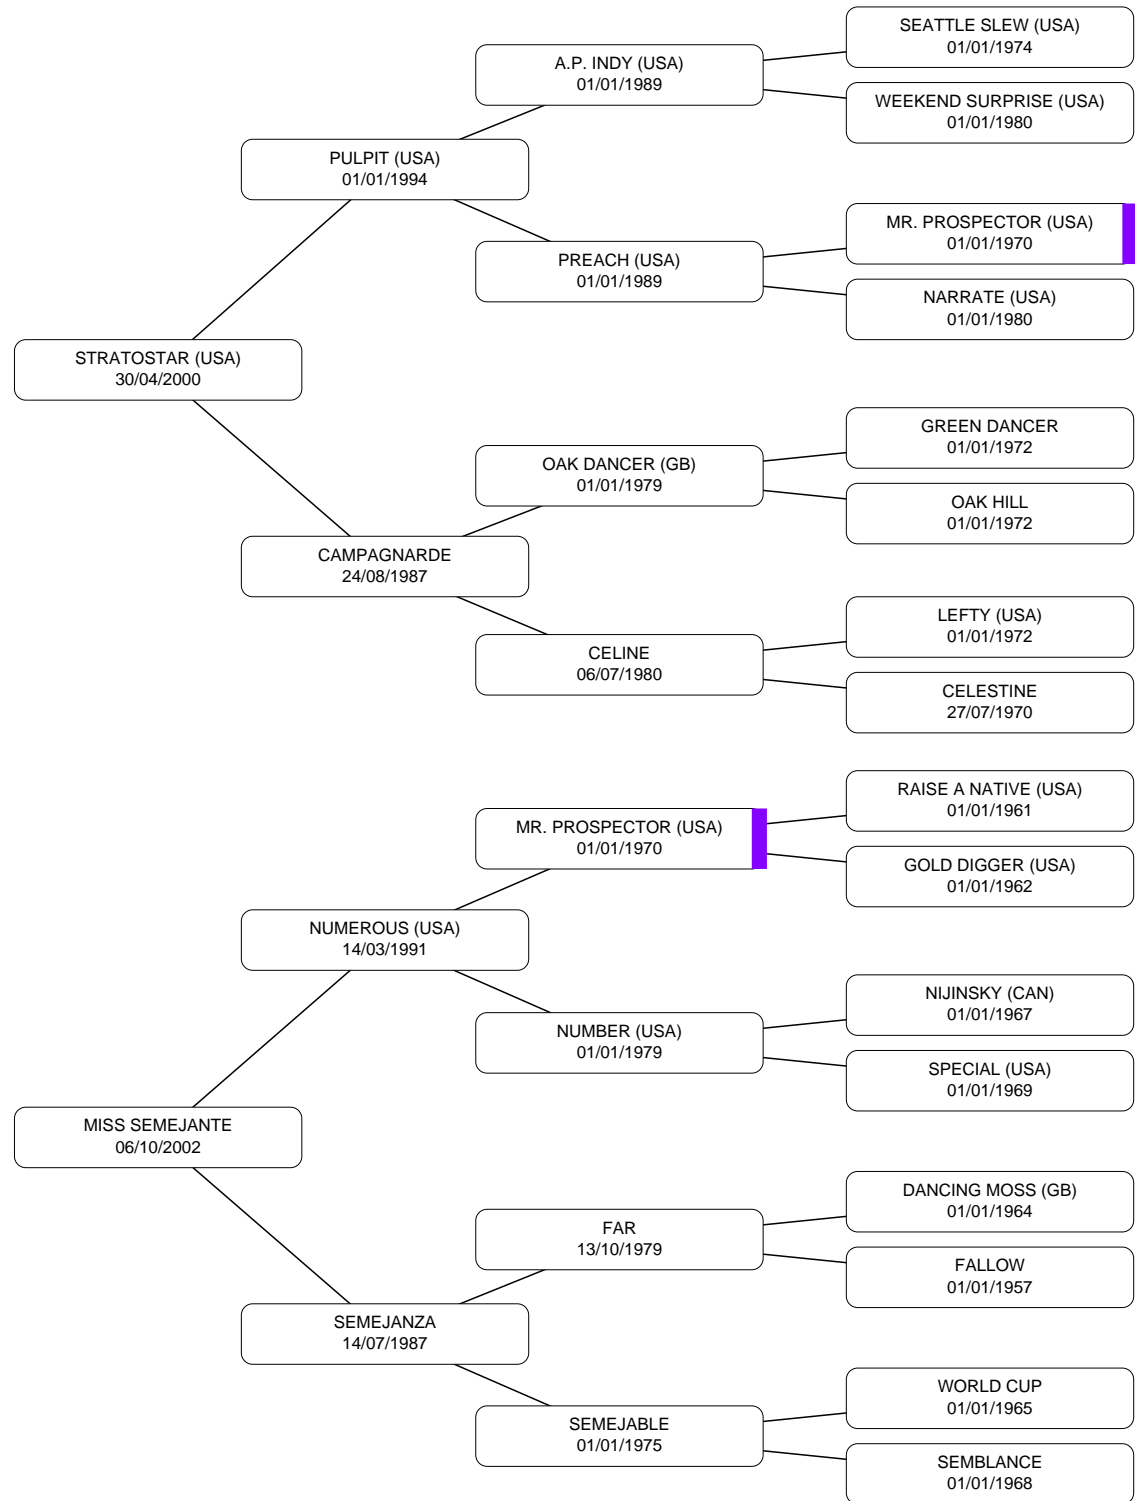 SEATTLE SLEW (USA)
01/01/1974
A.P. INDY (USA)
01/01/1989
WEEKEND SURPRISE (USA)
01/01/1980
PULPIT (USA)
01/01/1994
MR. PROSPECTOR (USA)
01/01/1970
PREACH (USA)
01/01/1989
NARRATE (USA)
01/01/1980
STRATOSTAR (USA)
30/04/2000
GREEN DANCER
01/01/1972
OAK DANCER (GB)
01/01/1979
OAK HILL
01/01/1972
CAMPAGNARDE
24/08/1987
LEFTY (USA)
01/01/1972
CELINE
06/07/1980
CELESTINE
27/07/1970
RAISE A NATIVE (USA)
01/01/1961
MR. PROSPECTOR (USA)
01/01/1970
GOLD DIGGER (USA)
01/01/1962
NUMEROUS (USA)
14/03/1991
NIJINSKY (CAN)
01/01/1967
NUMBER (USA)
01/01/1979
SPECIAL (USA)
01/01/1969
MISS SEMEJANTE
06/10/2002
DANCING MOSS (GB)
01/01/1964
FAR
13/10/1979
FALLOW
01/01/1957
SEMEJANZA
14/07/1987
WORLD CUP
01/01/1965
SEMEJABLE
01/01/1975
SEMBLANCE
01/01/1968